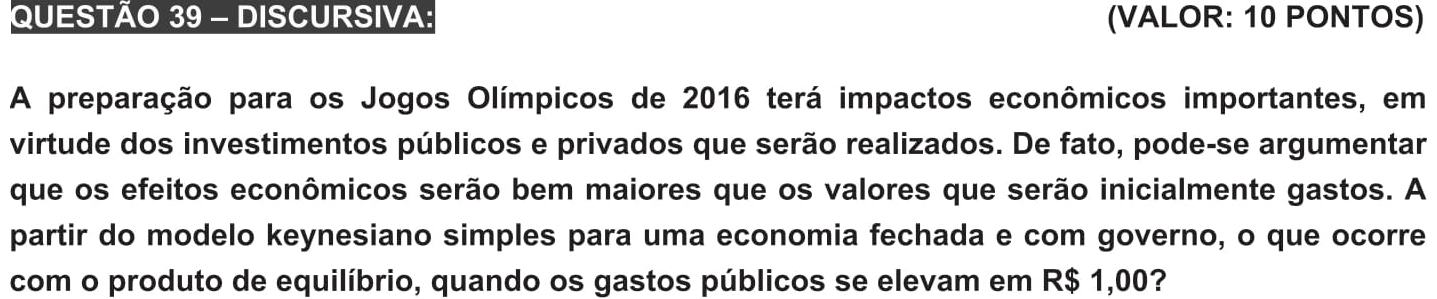 QUESTÃO 39 – DISCURSIVA: (VALOR: 10 PONTOS)
A preparação para os Jogos Olímpicos de 2016 terá impactos econômicos importantes, em
virtude dos investimentos públicos e privados que serão realizados. De fato, pode-se argumentar
que os efeitos econômicos serão bem maiores que os valores que serão inicialmente gastos. A
partir do modelo keynesiano simples para uma economia fechada e com governo, o que ocorre
com o produto de equilíbrio, quando os gastos públicos se elevam em R$ 1,00?